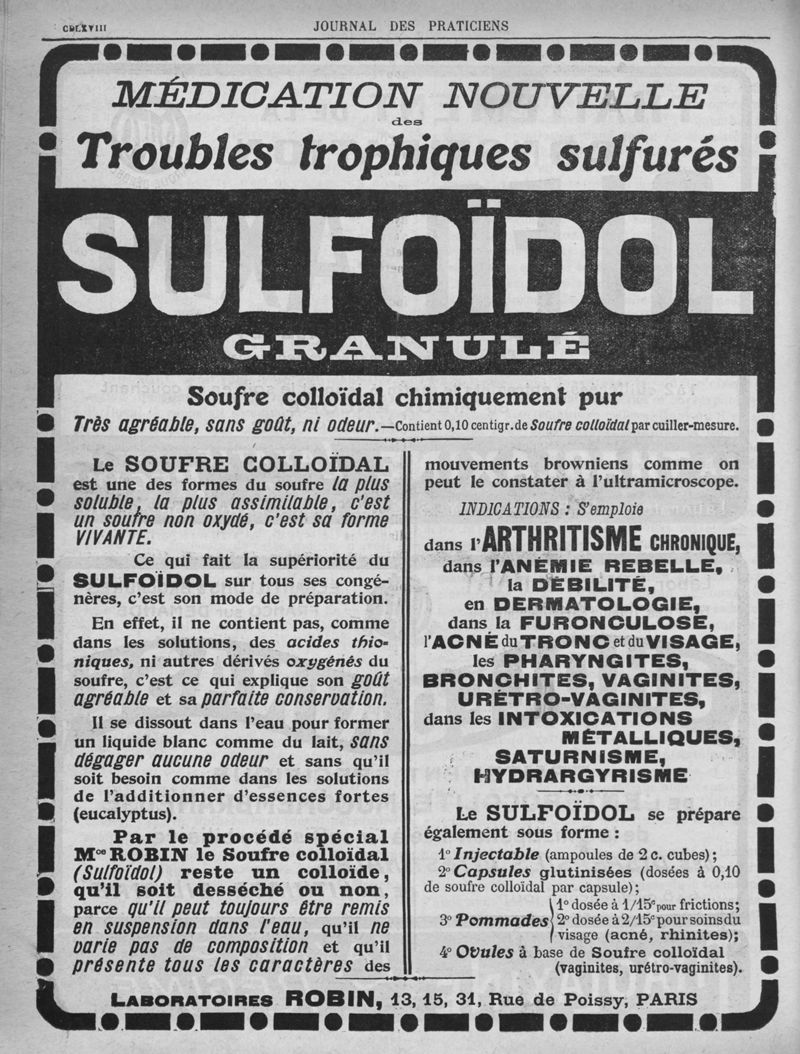 JOURNAL DES PRATICIENS
MÉDICATION NOUVELLE
des
Troubles trophiques sulfurés
SULFOÏDOL
GRANULÉ
Soufre colloïdal chimiquement pur
Très agréable, sans goût, ni odeur.—Contient 0,10 centigr. de Soufre colloïdal par cuiller-mesure.
Le SOUFRE COLLOÏDAL
est une des formes du soufre la plus
soluble, la plus assimilable, c'est
un soufre non oxydé, c'est sa forme
VIVANTE.
Ce qui fait la supériorité du
SULFOÏDOL sur tous ses congé-
nères, c'est son mode de préparation.
En effet, il ne contient pas, comme
dans les solutions, des acides thio-
niques, ni autres dérivés oxygénés du
soufre, c'est ce qui explique son goût
agréable et sa parfaite conservation.
Il se dissout dans l'eau pour former
un liquide blanc comme du lait, sans
dégager aucune odeur et sans qu'il
soit besoin comme dans les solutions
de l'additionner d'essences fortes
(eucalyptus).
Par le procédé spécial
Mce ROBIN le Soufre colloïdal
(Sulfoïdol) reste un colloïde,
qu'il soit desséché ou non,
parce qu'il peut toujours être remis
en suspension dans l'eau, qu'il ne
varie pas de composition et qu'il
présente tous les caractères des
mouvements browniens comme on
peut le constater à l'ultramicroscope.
INDICATIONS : S'emploie
dans l'ARTHRITISME CHRONIQUE,
dans l'ANÉMIE REBELLE,
la DÉBILITÉ,
en DERMATOLOGIE,
dans la FURONCULOSE,
l'ACNÉ du TRONC et du VISAGE,
les PHARYNGITES,
BRONCHITES, VAGINITES,
URÉTRO-VAGINITES,
dans les INTOXICATIONS
MÉTALLIQUES,
SATURNISME,
HYDRARGYRISME
Le SULFOÏDOL se prépare
également sous forme :
1° Injectable (ampoules de 2 c. cubes) ;
2° Capsules glutinisées (dosées à 0,10
de soufre colloïdal par capsule) ;
3° Pommades { 1° dosée à 1/15e pour frictions ;
2° dosée à 2/15e pour soins du
visage (acné, rhinites) ;
4° Ovules à base de Soufre colloïdal
(vaginites, urétro-vaginites).
LABORATOIRES ROBIN, 13, 15, 31, Rue de Poissy, PARIS